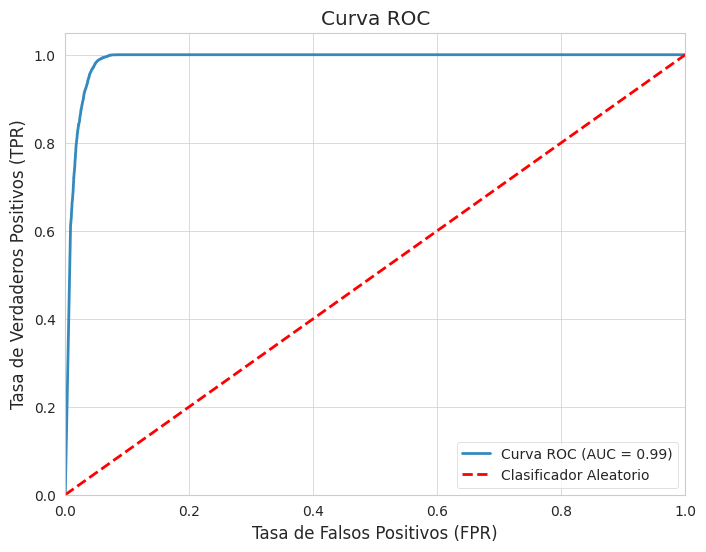 Curva ROC
Tasa de Verdaderos Positivos (TPR)
1.0
0.8
0.6
0.4
0.2
0.0
0.0 0.2 0.4 0.6 0.8 1.0
Tasa de Falsos Positivos (FPR)
Curva ROC (AUC = 0.99)
Clasificador Aleatorio